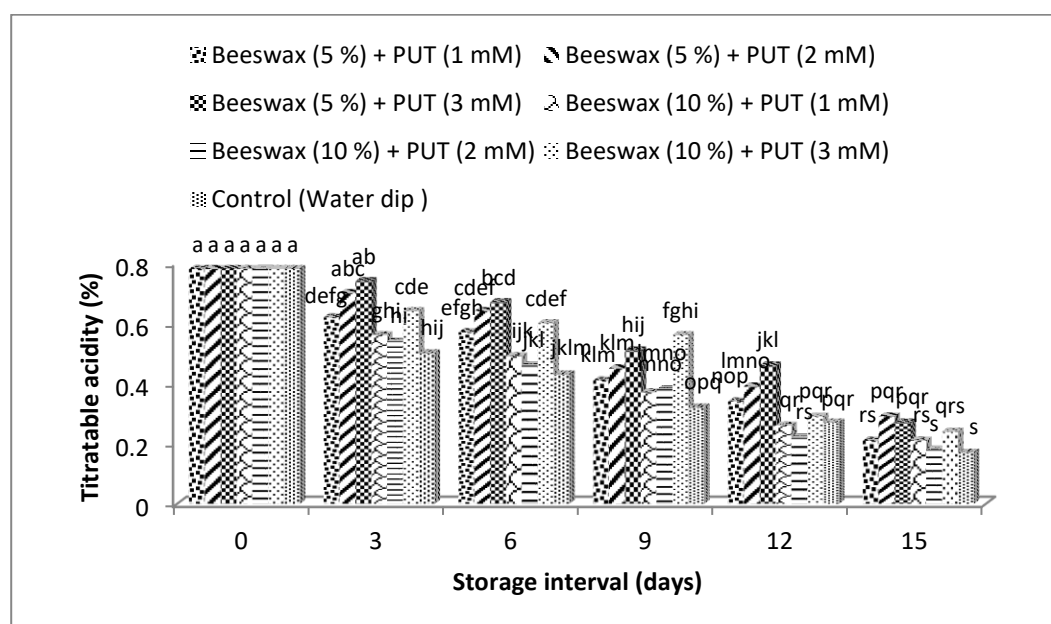 Beeswax (5 %) + PUT (1 mM) Beeswax (5 %) + PUT (2 mM)
Beeswax (5 %) + PUT (3 mM) Beeswax (10 %) + PUT (1 mM)
Beeswax (10 %) + PUT (2 mM) Beeswax (10 %) + PUT (3 mM)
Control (Water dip )
Titratable acidity (%)
0.8
0.6
0.4
0.2
0
a a a a a a a
defg abc ab ghi hij cde hij
efgh cdef bcd ijk jkl cdef jklm
klm klm hij lmno mno fghi opq
nop lmno jkl qr rs pqr pqr
rs pqr pqr rs s qrs s
0 3 6 9 12 15
Storage interval (days)